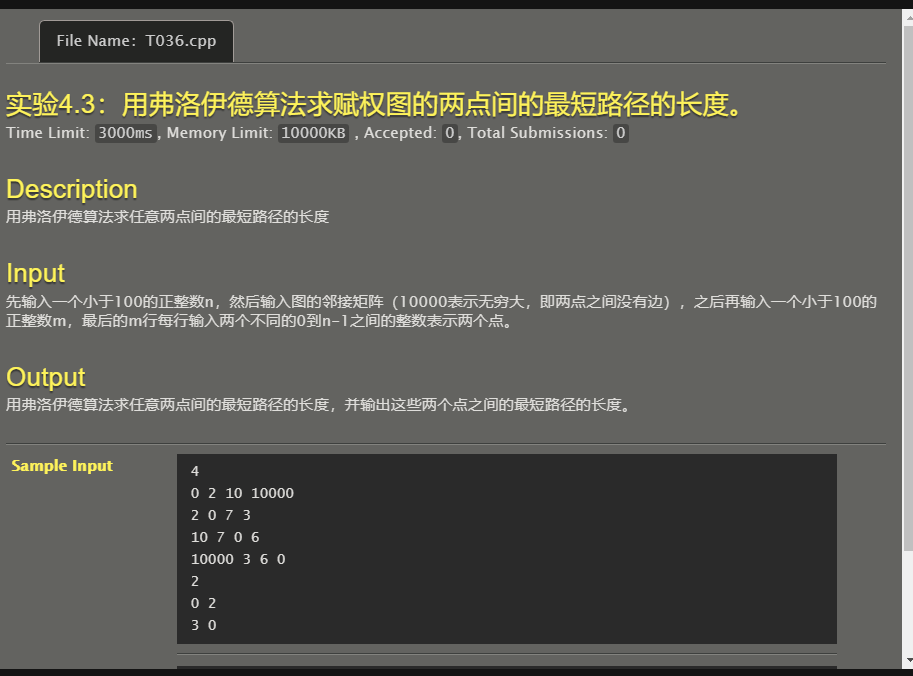 File Name：T036.cpp
实验4.3：用弗洛伊德算法求赋权图的两点间的最短路径的长度。
Time Limit: 3000ms, Memory Limit: 10000KB , Accepted: 0, Total Submissions: 0
Description
用弗洛伊德算法求任意两点间的最短路径的长度
Input
先输入一个小于100的正整数n，然后输入图的邻接矩阵（10000表示无穷大，即两点之间没有边），之后再输入一个小于100的
正整数m，最后的m行每行输入两个不同的0到n-1之间的整数表示两个点。
Output
用弗洛伊德算法求任意两点间的最短路径的长度，并输出这些两个点之间的最短路径的长度。
Sample Input
4
0 2 10 10000
2 0 7 3
10 7 0 6
10000 3 6 0
2
0 2
3 0